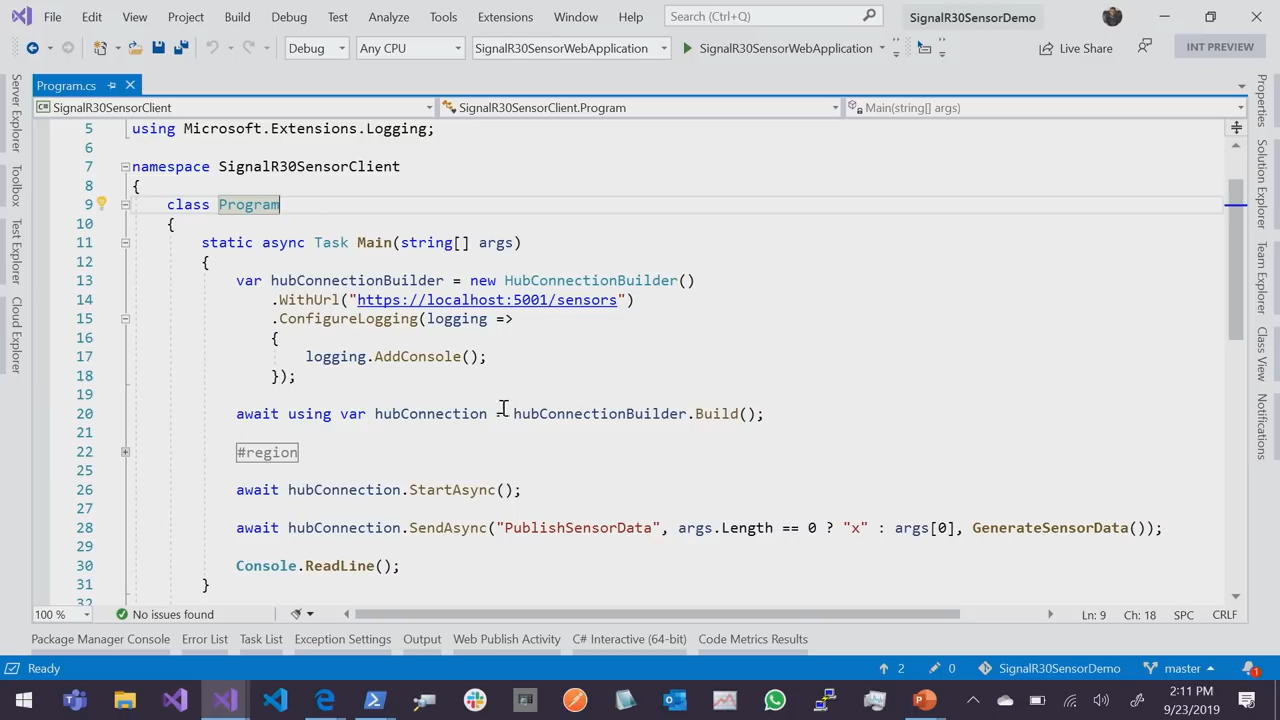 File Edit View Project Build Debug Test Analyze Tools Extensions Window Help Search (Ctrl+Q) SignalR30SensorDemo
Debug Any CPU SignalR30SensorWebApplication SignalR30SensorWebApplication Live Share INT PREVIEW
Program.cs
SignalR30SensorClient SignalR30SensorClient.Program Main(string[] args)
Server Explorer
Toolbox
Test Explorer
Cloud Explorer
5 using Microsoft.Extensions.Logging;
6
7 namespace SignalR30SensorClient
8 {
9 class Program
10 {
11 static async Task Main(string[] args)
12 {
13 var hubConnectionBuilder = new HubConnectionBuilder()
14 .WithUrl("https://localhost:5001/sensors")
15 .ConfigureLogging(logging =>
16 {
17 logging.AddConsole();
18 });
19
20 await using var hubConnection = hubConnectionBuilder.Build();
21
22 #region
25
26 await hubConnection.StartAsync();
27
28 await hubConnection.SendAsync("PublishSensorData", args.Length == 0 ? "x" : args[0], GenerateSensorData());
29
30 Console.ReadLine();
31 }
32
Properties
Solution Explorer
Team Explorer
Class View
Notifications
100 % No issues found Ln: 9 Ch: 18 SPC CRLF
Package Manager Console Error List Task List Exception Settings Output Web Publish Activity C# Interactive (64-bit) Code Metrics Results
Ready 2 0 SignalR30SensorDemo master 1
2:11 PM
9/23/2019